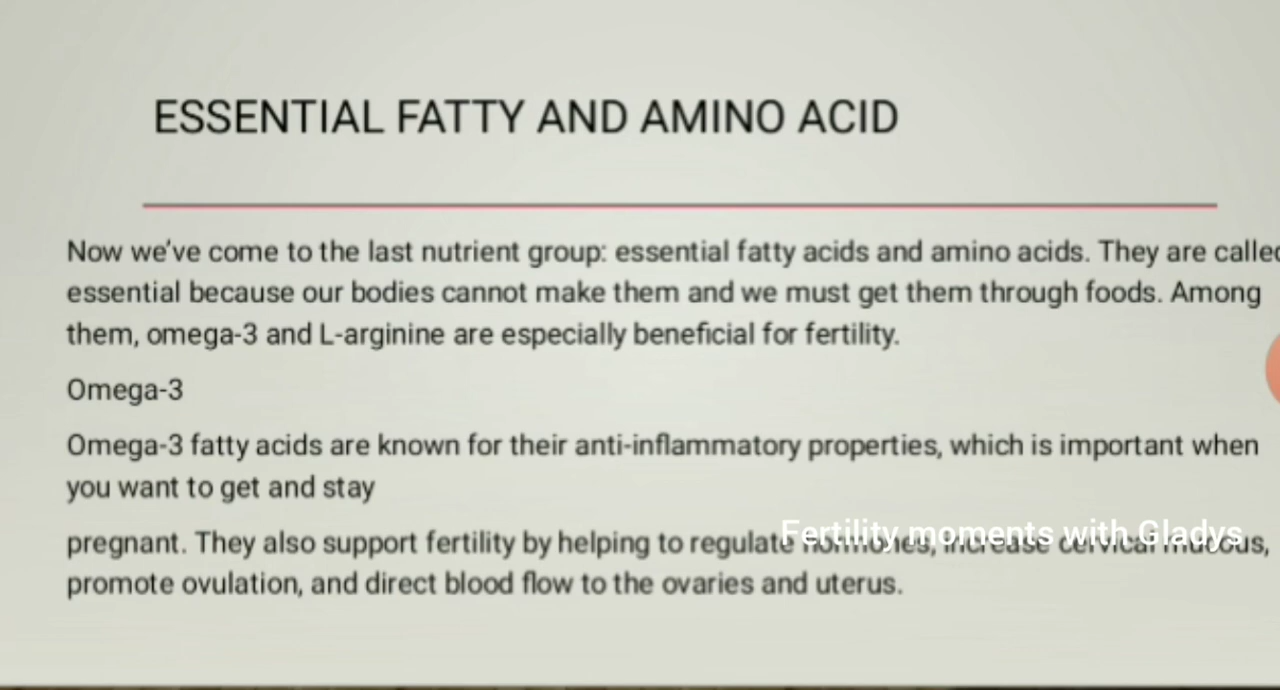 ESSENTIAL FATTY AND AMINO ACID
Now we've come to the last nutrient group: essential fatty acids and amino acids. They are called
essential because our bodies cannot make them and we must get them through foods. Among
them, omega-3 and L-arginine are especially beneficial for fertility.
Omega-3
Omega-3 fatty acids are known for their anti-inflammatory properties, which is important when
you want to get and stay
pregnant. They also support fertility by helping to regulate hormones, increase cervical mucous,
Fertility moments with Gladys
promote ovulation, and direct blood flow to the ovaries and uterus.